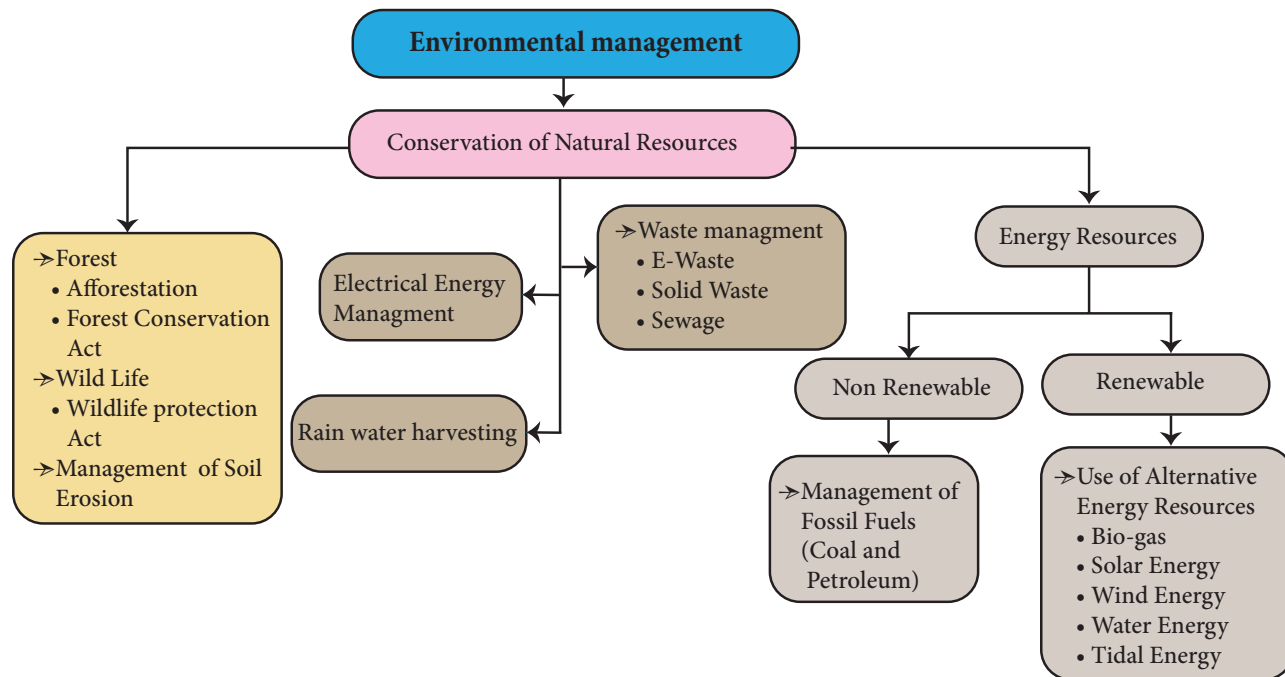 Environmental management
Conservation of Natural Resources
→Forest
• Afforestation
• Forest Conservation
Act
→Wild Life
• Wildlife protection
Act
→Management of Soil
Erosion
Electrical Energy
Managment
Rain water harvesting
→Waste managment
• E-Waste
• Solid Waste
• Sewage
Energy Resources
Non Renewable
→Management of
Fossil Fuels
(Coal and
Petroleum)
Renewable
→Use of Alternative
Energy Resources
• Bio-gas
• Solar Energy
• Wind Energy
• Water Energy
• Tidal Energy